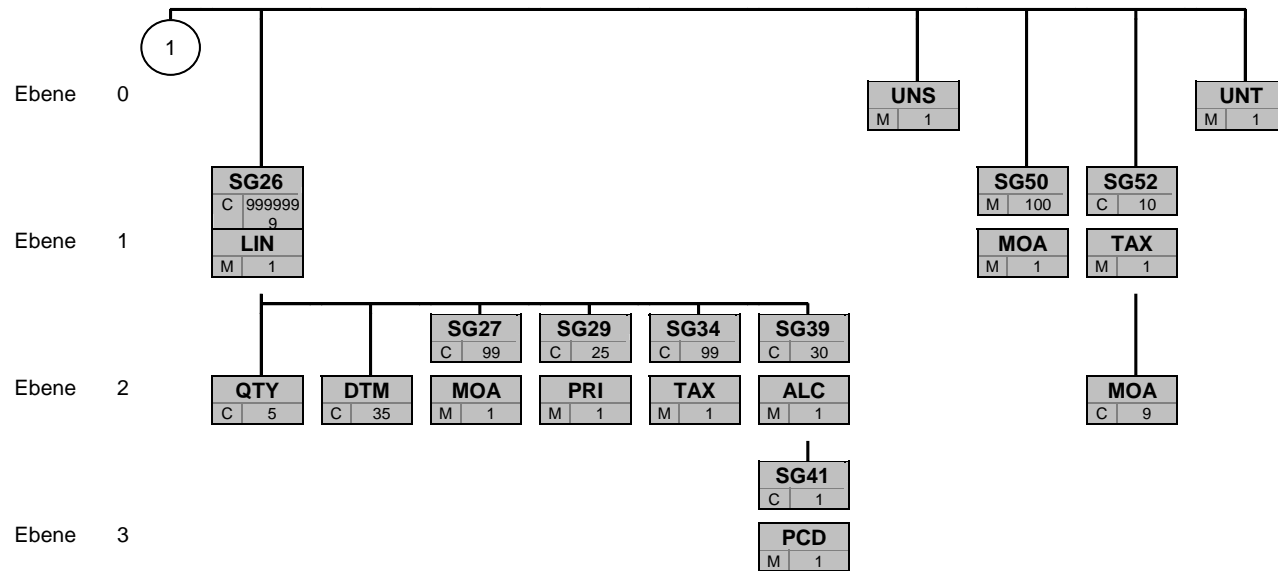 1
Ebene 0
UNS
M 1
UNT
M 1
SG26
C 999999
9
SG50
M 100
SG52
C 10
Ebene 1
LIN
M 1
MOA
M 1
TAX
M 1
SG27
C 99
SG29
C 25
SG34
C 99
SG39
C 30
Ebene 2
QTY
C 5
DTM
C 35
MOA
M 1
PRI
M 1
TAX
M 1
ALC
M 1
MOA
C 9
SG41
C 1
Ebene 3
PCD
M 1